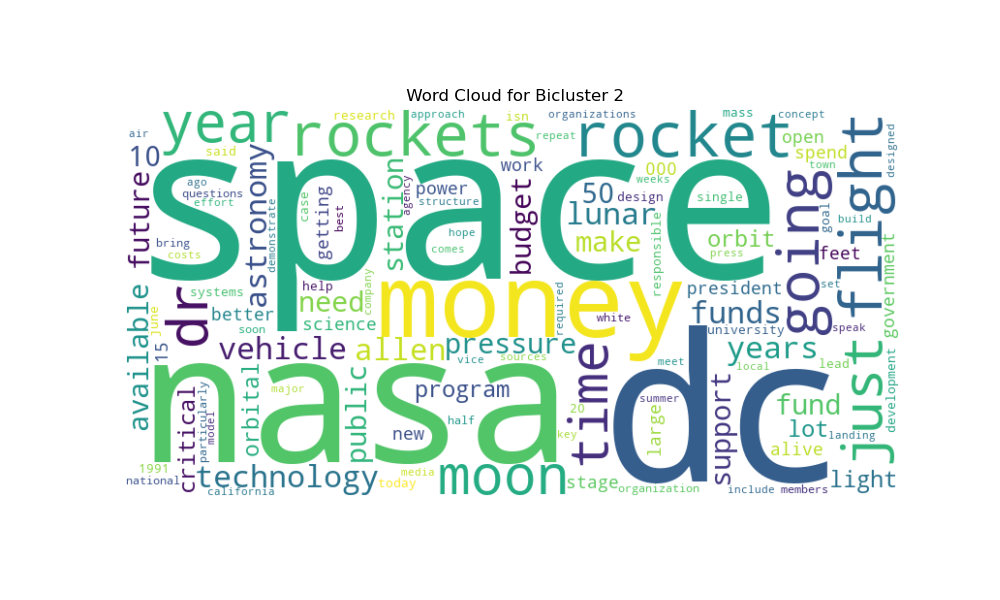 Word Cloud for Bicluster 2
year
research
approach
isn
organizations
mass
concept
rockets
repeat
rocket
open
air
10
said
astronomy
station
work
000
spend
town
designed
flight
space
future
ago
questions
effort
demonstrate
case
getting
best
power
agency
structure
budget
50
design
weeks
single
going
goal
build
lunar
hope
comes
make
responsible
orbit
press
feet
government
bring
costs
dr
systems
help
need
company
money
required
white
president
set
available
june
15
better
soon
science
funds
university
speak
just
vehicle
allen
pressure
vice
sources
time
meet
years
local
lead
development
nasa
orbital
major
public
program
dc
summer
large
support
fund
critical
particularly
model
new
half
20
key
lot
landing
alive
1991
national
technology
california
media
today
moon
stage
organization
include
members
light